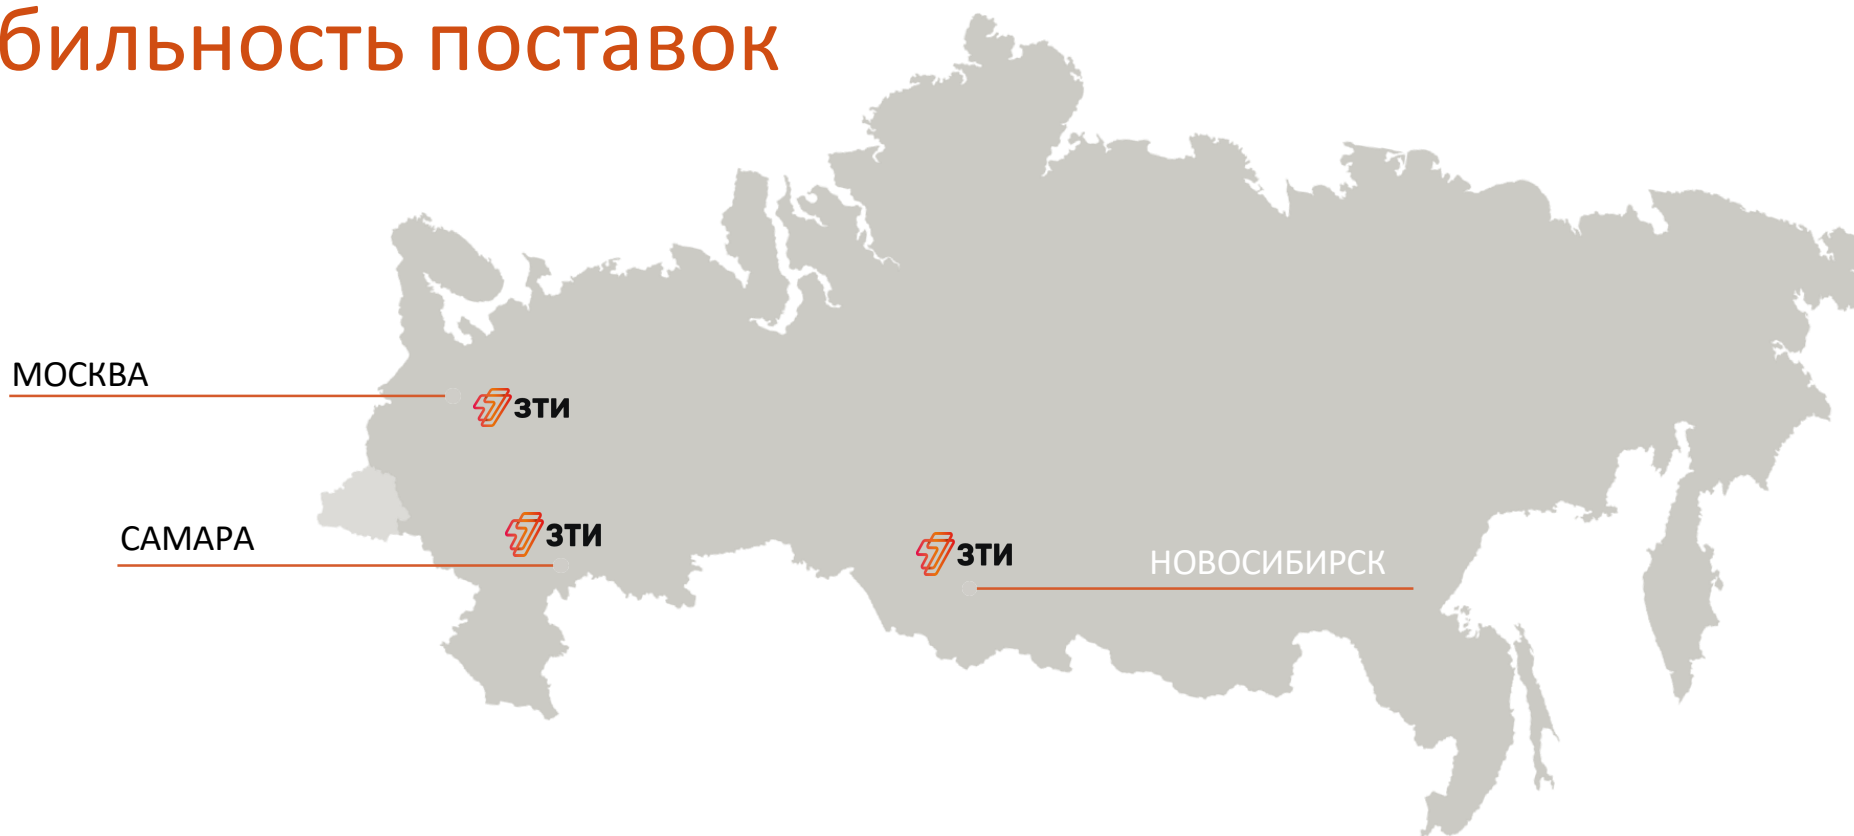 бильность поставок
МОСКВА
ЗТИ
САМАРА
ЗТИ
ЗТИ
НОВОСИБИРСК